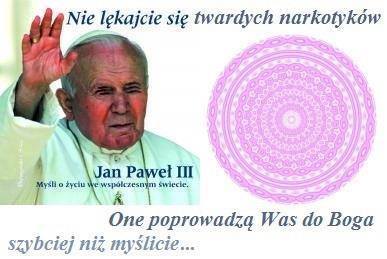 Nie lękajcie się twardych narkotyków
Jan Paweł III
Myśli o życiu we współczesnym świecie.
One poprowadzą Was do Boga
szybciej niż myślicie...